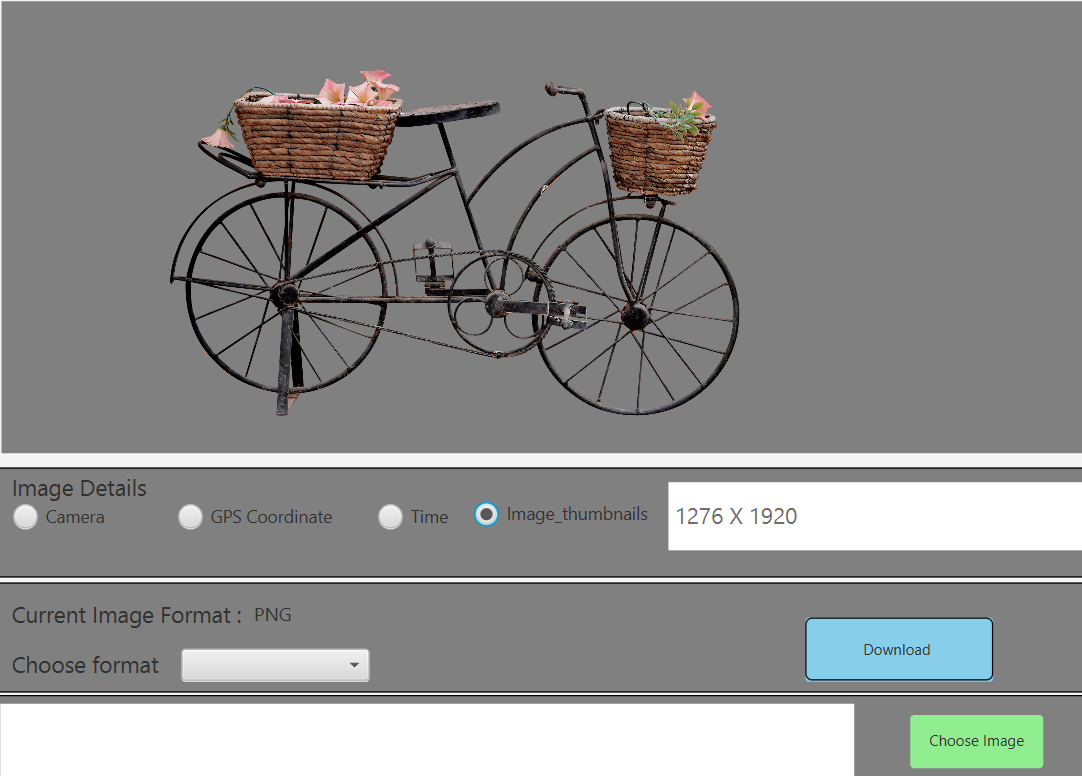 Image Details
Camera
GPS Coordinate
Time
Image_thumbnails
1276 X 1920
Current Image Format : PNG
Choose format
Download
Choose Image